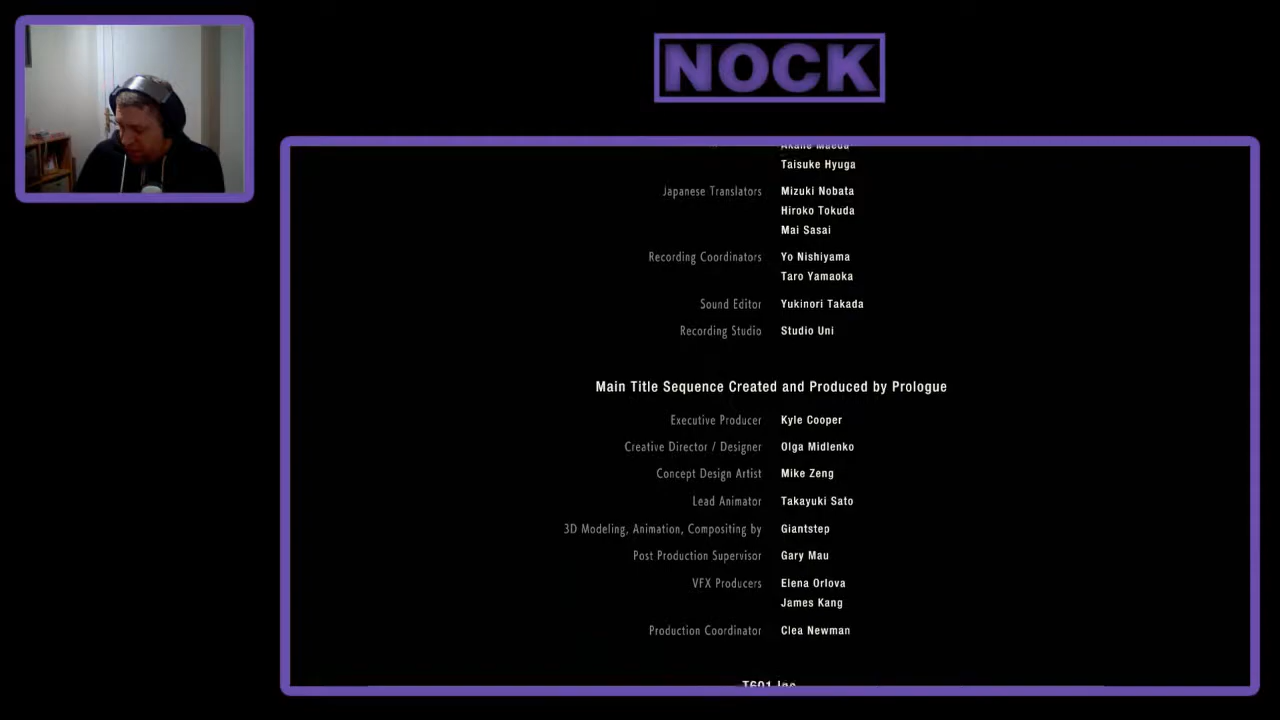 NOCK
Akane Maeda
Taisuke Hyuga
Japanese Translators Mizuki Nobata
Hiroko Tokuda
Mai Sasai
Recording Coordinators Yo Nishiyama
Taro Yamaoka
Sound Editor Yukinori Takada
Recording Studio Studio Uni
Main Title Sequence Created and Produced by Prologue
Executive Producer Kyle Cooper
Creative Director / Designer Olga Midlenko
Concept Design Artist Mike Zeng
Lead Animator Takayuki Sato
3D Modeling, Animation, Compositing by Giantstep
Post Production Supervisor Gary Mau
VFX Producers Elena Orlova
James Kang
Production Coordinator Clea Newman